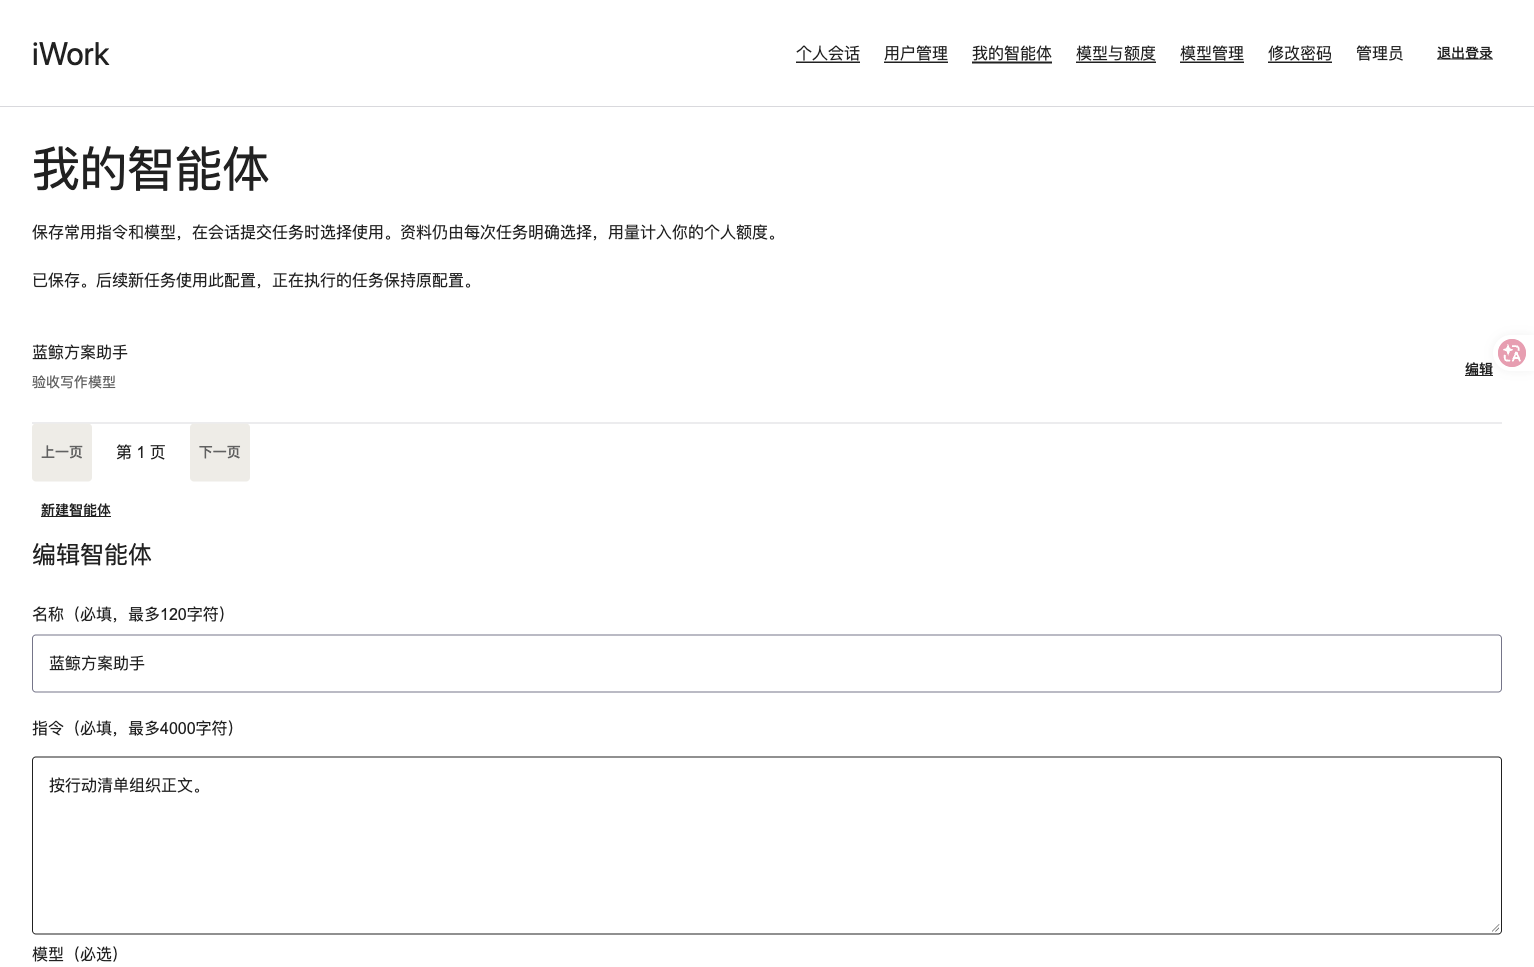 iWork
个人会话 用户管理 我的智能体 模型与额度 模型管理 修改密码 管理员 退出登录
我的智能体
保存常用指令和模型，在会话提交任务时选择使用。资料仍由每次任务明确选择，用量计入你的个人额度。
已保存。后续新任务使用此配置，正在执行的任务保持原配置。
蓝鲸方案助手
验收写作模型
编辑
上一页 第 1 页 下一页
新建智能体
编辑智能体
名称（必填，最多120字符）
蓝鲸方案助手
指令（必填，最多4000字符）
按行动清单组织正文。
模型（必选）